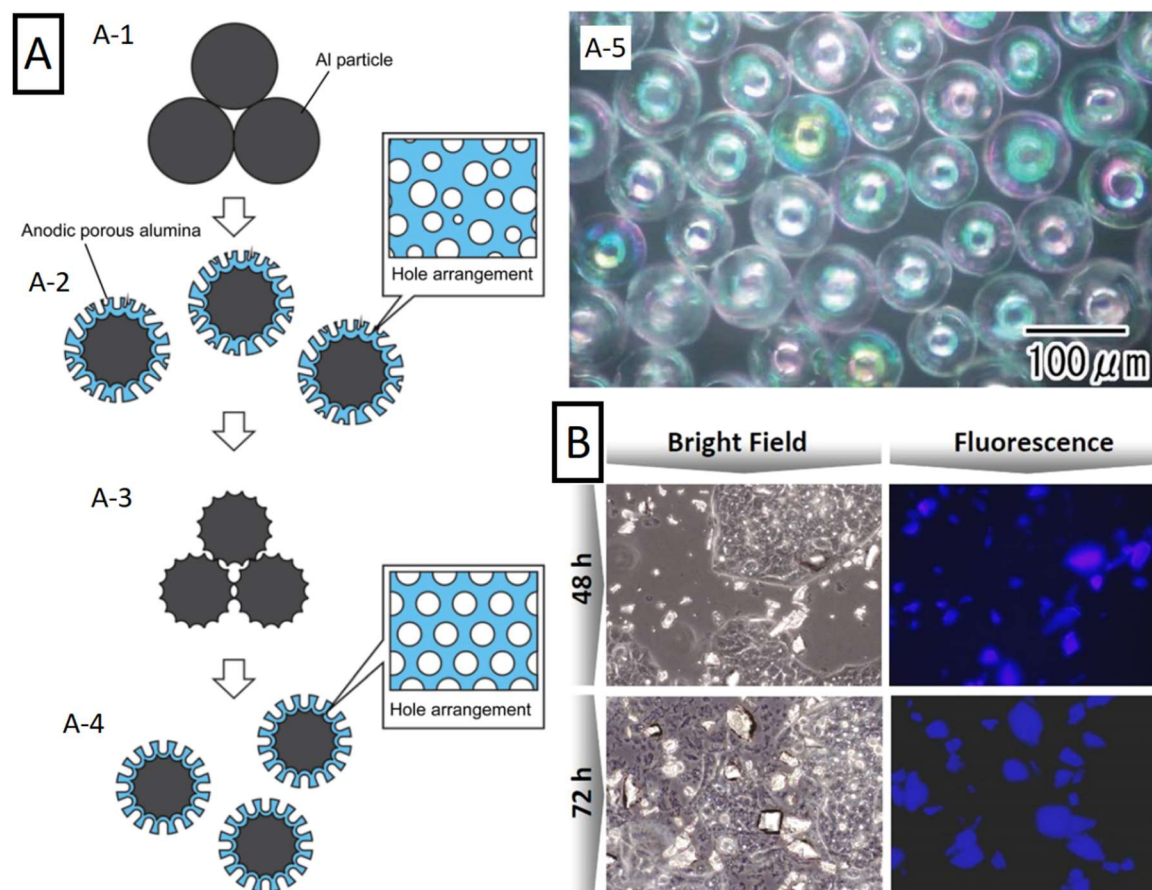 A
A-1
Al particle
Anodic porous alumina
A-2
Hole arrangement
A-3
A-4
Hole arrangement
A-5
100 μm
B
Bright Field
Fluorescence
48 h
72 h